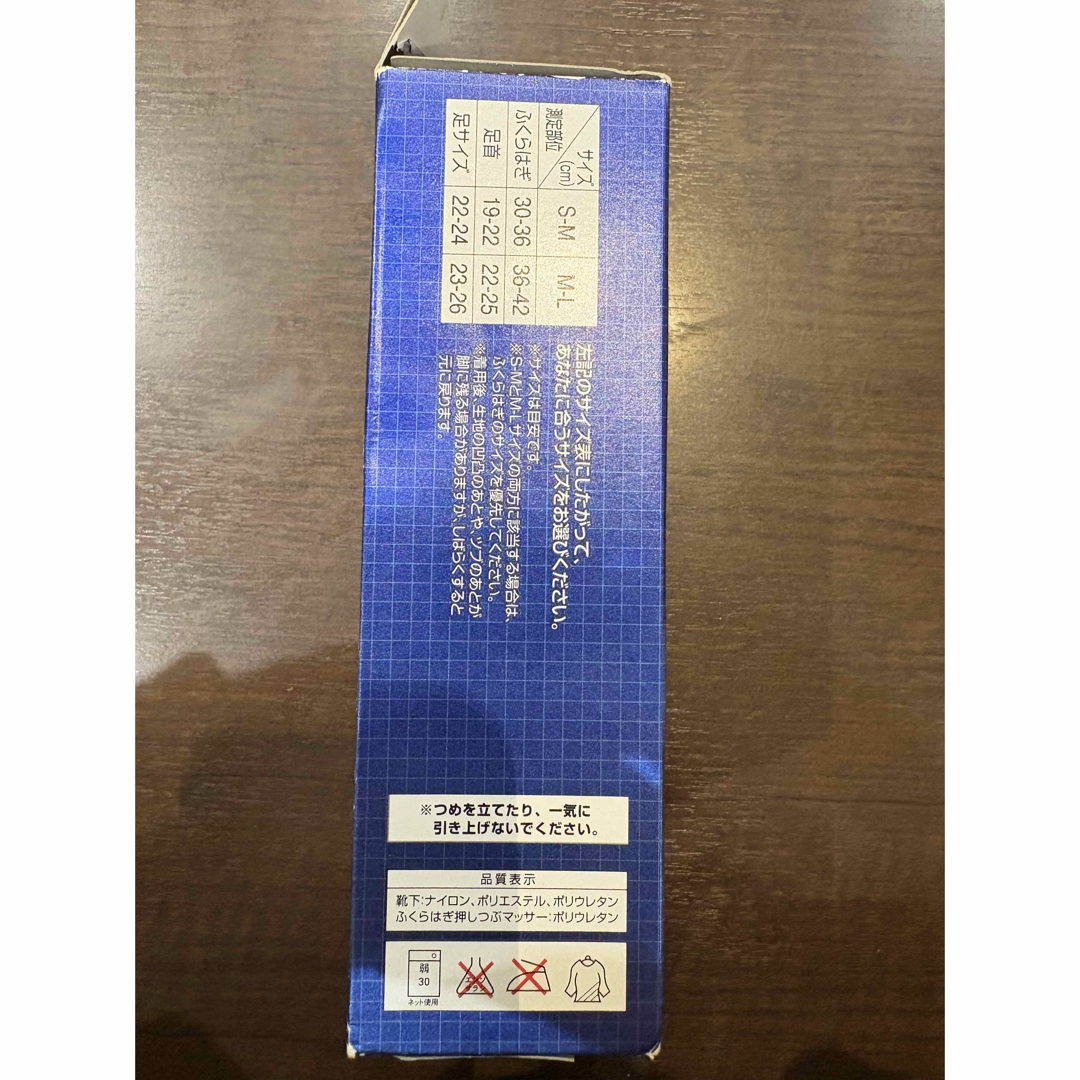 サイズ(cm)
測定部位
S-M
M-L
ふくらはぎ 30-36 36-42
足首 19-22 22-25
足サイズ 22-24 23-26
左記のサイズ表にしたがって、
あなたに合うサイズをお選びください。
※サイズは目安です。
※S-MとM-Lサイズの両方に該当する場合は、
ふくらはぎのサイズを優先してください。
※着用後、生地の凹凸のあとや、ツブのあとが
脚に残る場合がありますが、しばらくすると
元に戻ります。
※つめを立てたり、一気に
引き上げないでください。
品質表示
靴下:ナイロン、ポリエステル、ポリウレタン
ふくらはぎ押しつぶマッサー:ポリウレタン
弱
30
ネット使用
エンソ
サラシ